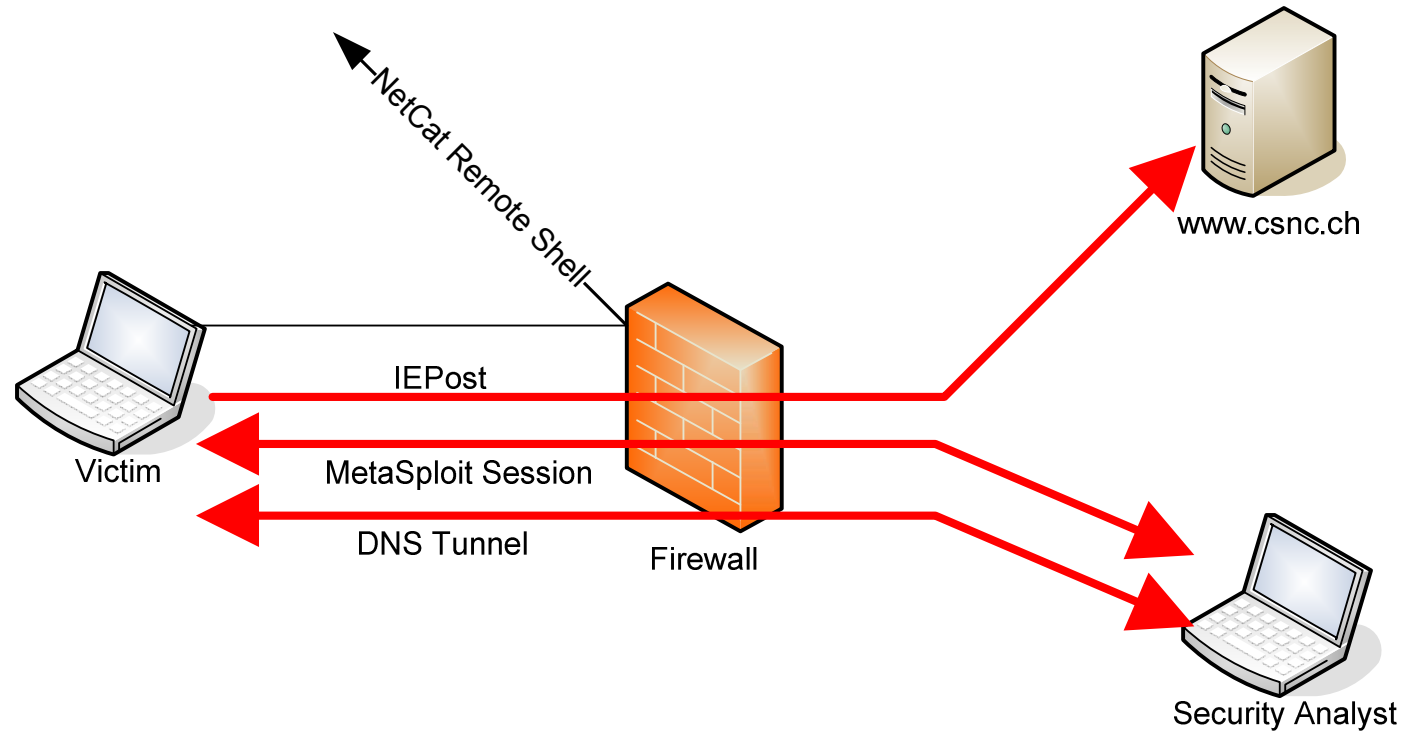 NetCat Remote Shell
www.csnc.ch
IEPost
Victim
MetaSploit Session
DNS Tunnel
Firewall
Security Analyst